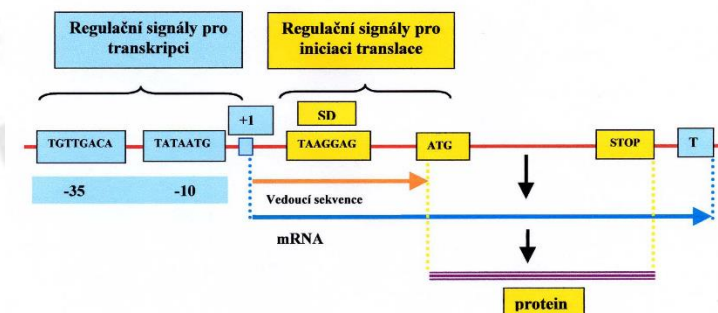 Regulační signály pro
transkripci
Regulační signály pro
iniciaci translace
+1
SD
TGTTGACA
TATAATG
TAAGGAG
ATG
STOP
T
-35
-10
Vedoucí sekvence
mRNA
protein